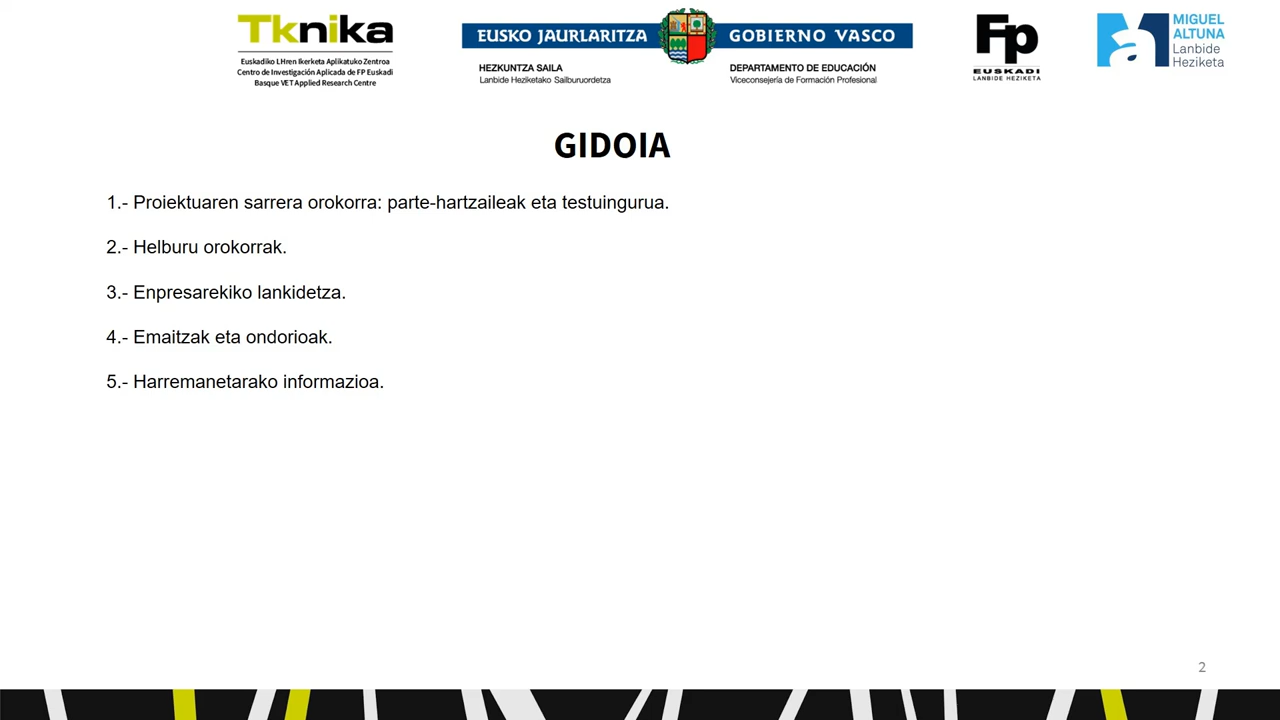 Tknika
Euskadiko LHren Ikerketa Aplikatuko Zentroa
Centro de Investigación Aplicada de FP Euskadi
Basque VET Applied Research Centre
EUSKO JAURLARITZA
GOBIERNO VASCO
HEZKUNTZA SAILA
Lanbide Heziketako Sailburuordetza
DEPARTAMENTO DE EDUCACIÓN
Viceconsejería de Formación Profesional
Fp
EUSKADI
LANBIDE HEZIKETA
Ma
MIGUEL
ALTUNA
Lanbide
Heziketa
GIDOIA
1.- Proiektuaren sarrera orokorra: parte-hartzaileak eta testuingurua.
2.- Helburu orokorrak.
3.- Enpresarekiko lankidetza.
4.- Emaitzak eta ondorioak.
5.- Harremanetarako informazioa.
2